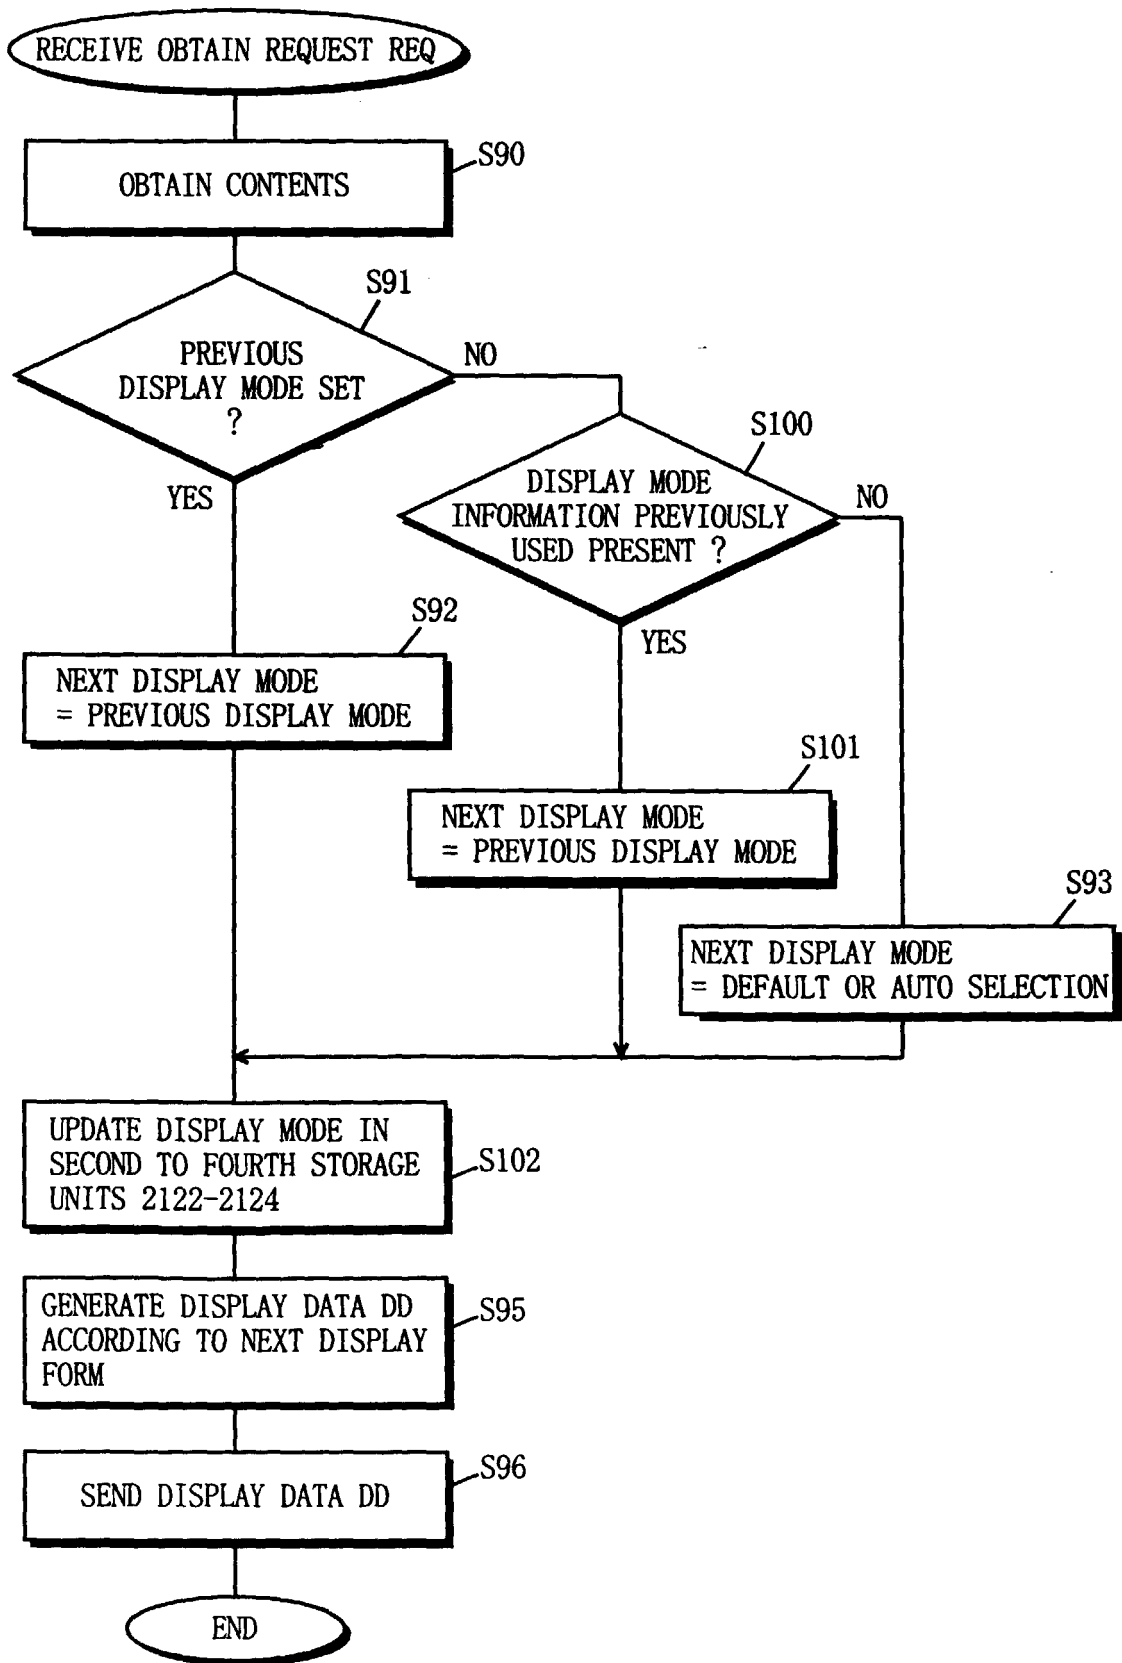 RECEIVE OBTAIN REQUEST REQ
S90
OBTAIN CONTENTS
S91
PREVIOUS
DISPLAY MODE SET
?
NO
YES
S100
DISPLAY MODE
INFORMATION PREVIOUSLY
USED PRESENT ?
NO
YES
S92
NEXT DISPLAY MODE
= PREVIOUS DISPLAY MODE
S101
NEXT DISPLAY MODE
= PREVIOUS DISPLAY MODE
S93
NEXT DISPLAY MODE
= DEFAULT OR AUTO SELECTION
UPDATE DISPLAY MODE IN
SECOND TO FOURTH STORAGE
UNITS 2122-2124
S102
GENERATE DISPLAY DATA DD
ACCORDING TO NEXT DISPLAY
FORM
S95
SEND DISPLAY DATA DD
S96
END